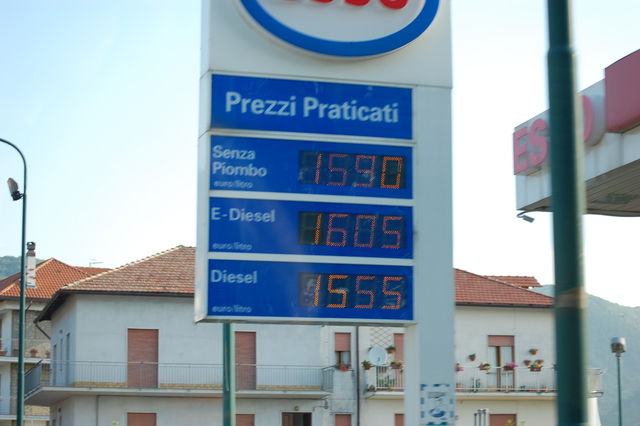 Prezzi Praticati
Senza
Piombo
1590
euro/litro
E-Diesel
1605
euro/litro
Diesel
1555
euro/litro